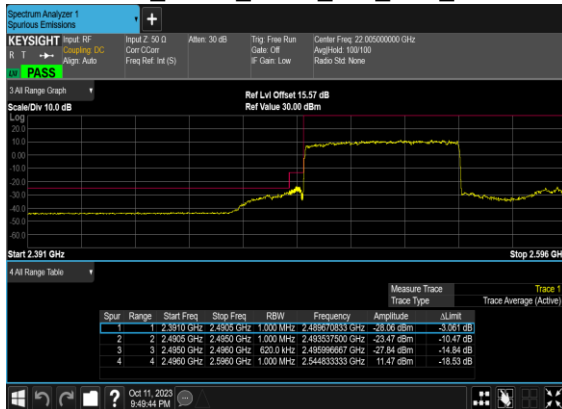 Spectrum Analyzer 1
Spurious Emissions
+
KEYSIGHT
R T
PASS
Input: RF
Coupling: DC
Align: Auto
Input Z: 50 Ω
Corr CCorr
Freq Ref: Int (S)
Atten: 30 dB
Trig: Free Run
Gate: Off
IF Gain: Low
Center Freq: 22.005000000 GHz
Avg|Hold: 100/100
Radio Std: None
3 All Range Graph
Scale/Div 10.0 dB
Ref Lvl Offset 15.57 dB
Ref Value 30.00 dBm
Log
20.0
10.0
0.00
-10.0
-20.0
-30.0
-40.0
-50.0
-60.0
Start 2.391 GHz
Stop 2.596 GH
4 All Range Table
Measure Trace Trace 1
Trace Type Trace Average (Active)
Spur Range Start Freq Stop Freq RBW Frequency Amplitude ΔLimit
1 1 2.3910 GHz 2.4905 GHz 1.000 MHz 2.489670833 GHz -28.06 dBm -3.061 dB
2 2 2.4905 GHz 2.4950 GHz 1.000 MHz 2.493537500 GHz -23.47 dBm -10.47 dB
3 3 2.4950 GHz 2.4960 GHz 620.0 kHz 2.495996667 GHz -27.84 dBm -14.84 dB
4 4 2.4960 GHz 2.5960 GHz 1.000 MHz 2.544833333 GHz 11.47 dBm -18.53 dB
?
Oct 11, 2023
9:49:44 PM